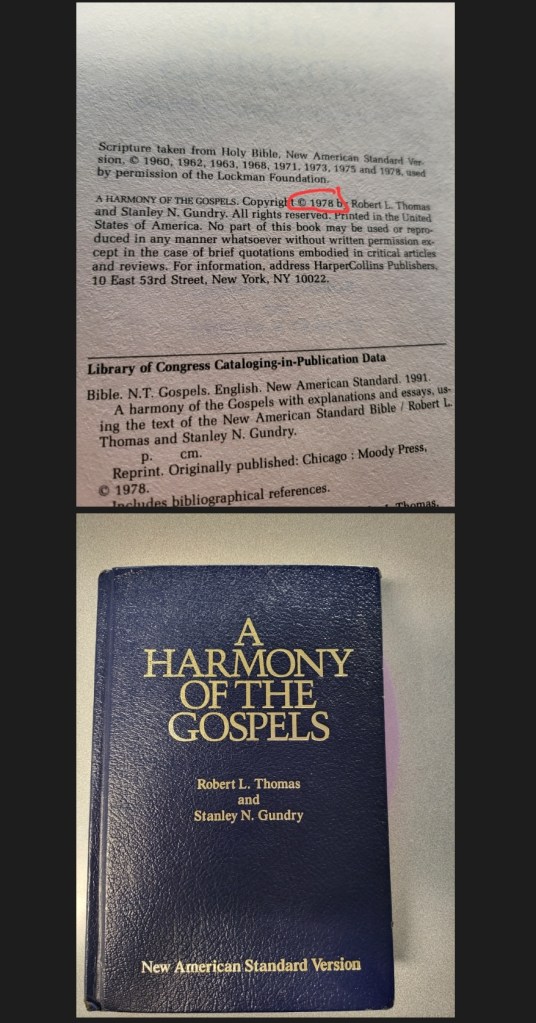 Scripture taken from Holy Bible, New American Standard Ver-
sion, © 1960, 1962, 1963, 1968, 1971, 1973, 1975 and 1978, used
by permission of the Lockman Foundation.
A HARMONY OF THE GOSPELS. Copyright © 1978 by Robert L. Thomas
and Stanley N. Gundry. All rights reserved. Printed in the United
States of America. No part of this book may be used or repro-
duced in any manner whatsoever without written permission ex-
cept in the case of brief quotations embodied in critical articles
and reviews. For information, address HarperCollins Publishers,
10 East 53rd Street, New York, NY 10022.
Library of Congress Cataloging-in-Publication Data
Bible. N.T. Gospels. English. New American Standard. 1991.
A harmony of the Gospels with explanations and essays, us-
ing the text of the New American Standard Bible / Robert L.
Thomas and Stanley N. Gundry.
p. cm.
Reprint. Originally published: Chicago : Moody Press,
© 1978.
Includes bibliographical references.
Thomas,
A
HARMONY
OF THE
GOSPELS
Robert L. Thomas
and
Stanley N. Gundry
New American Standard Version